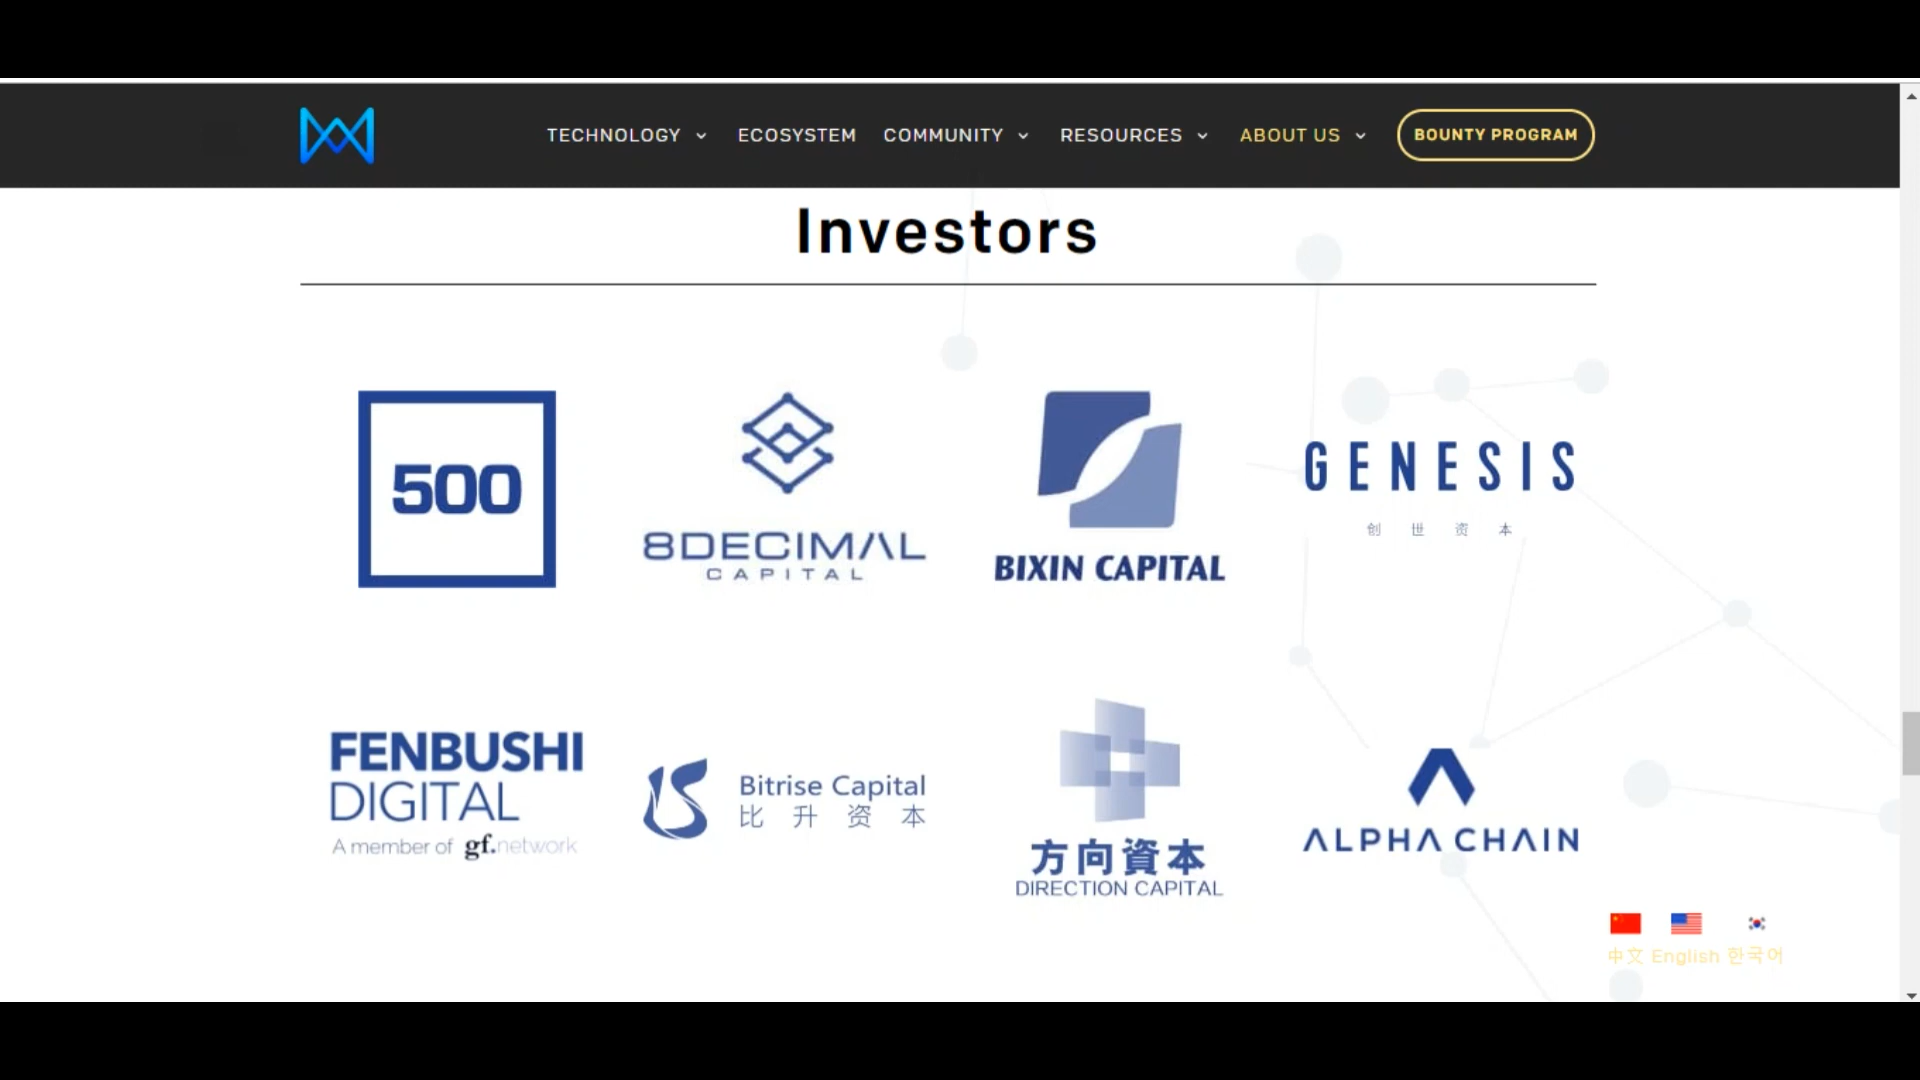 TECHNOLOGY ECOSYSTEM COMMUNITY RESOURCES ABOUT US BOUNTY PROGRAM
Investors
500
8DECIMAL
CAPITAL
BIXIN CAPITAL
GENESIS
创世资本
FENBUSHI
DIGITAL
A member of gf.network
Bitrise Capital
比升资本
方向資本
DIRECTION CAPITAL
ALPHA CHAIN
中文 English 한국어